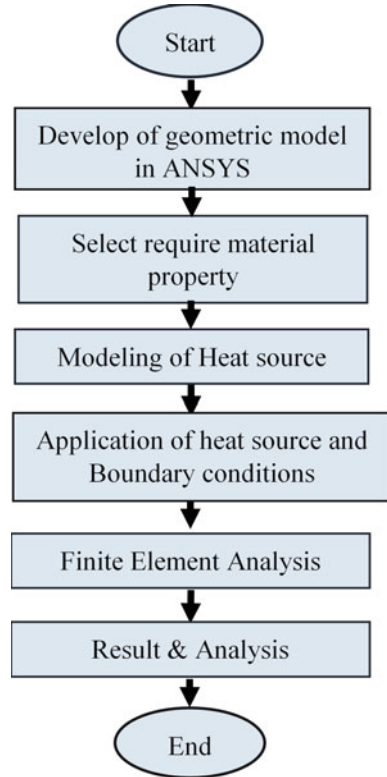 Start
Develop of geometric model
in ANSYS
Select require material
property
Modeling of Heat source
Application of heat source and
Boundary conditions
Finite Element Analysis
Result & Analysis
End